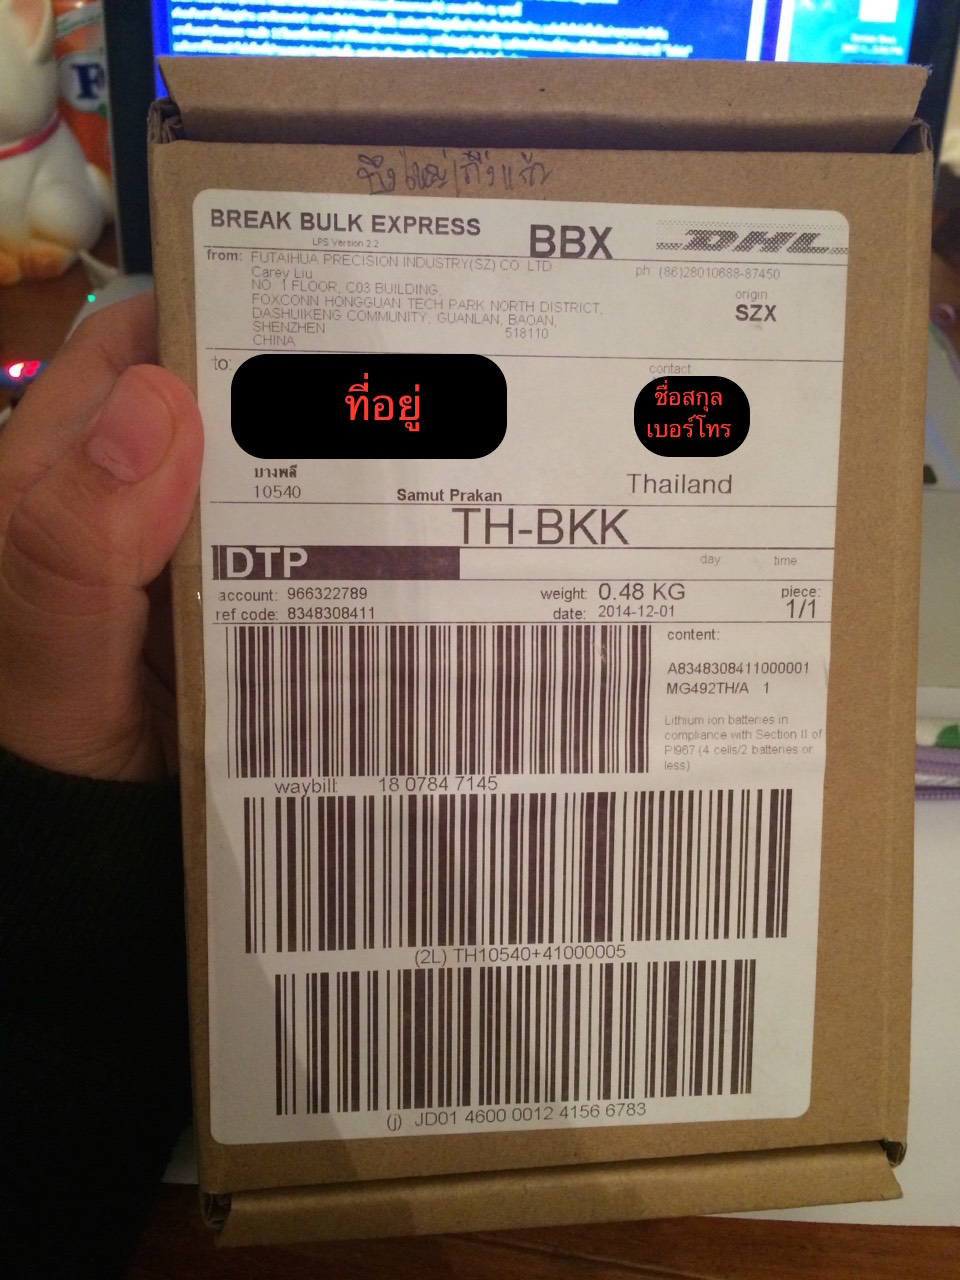 BREAK BULK EXPRESS
LPS Version 2.2
BBX
DHL
from: FUTAIHUA PRECISION INDUSTRY(SZ) CO. LTD
Carey Liu
NO. 1 FLOOR, C03 BUILDING,
FOXCONN HONGGUAN TECH PARK NORTH DISTRICT,
DASHUIKENG COMMUNITY, GUANLAN, BAOAN,
SHENZHEN 518110
CHINA
ph: (86)28010688-87450
origin
SZX
to:
ที่อยู่
contact
ชื่อสกุล
เบอร์โทร
บางพลี
10540
Samut Prakan
Thailand
TH-BKK
DTP
day time
account: 966322789
ref code: 8348308411
weight: 0.48 KG
date: 2014-12-01
piece:
1/1
content:
A8348308411000001
MG492TH/A 1
Lithium ion batteries in
compliance with Section II of
PI967 (4 cells/2 batteries or
less)
waybill 18 0784 7145
(2L) TH10540+41000005
(j) JD01 4600 0012 4156 6783